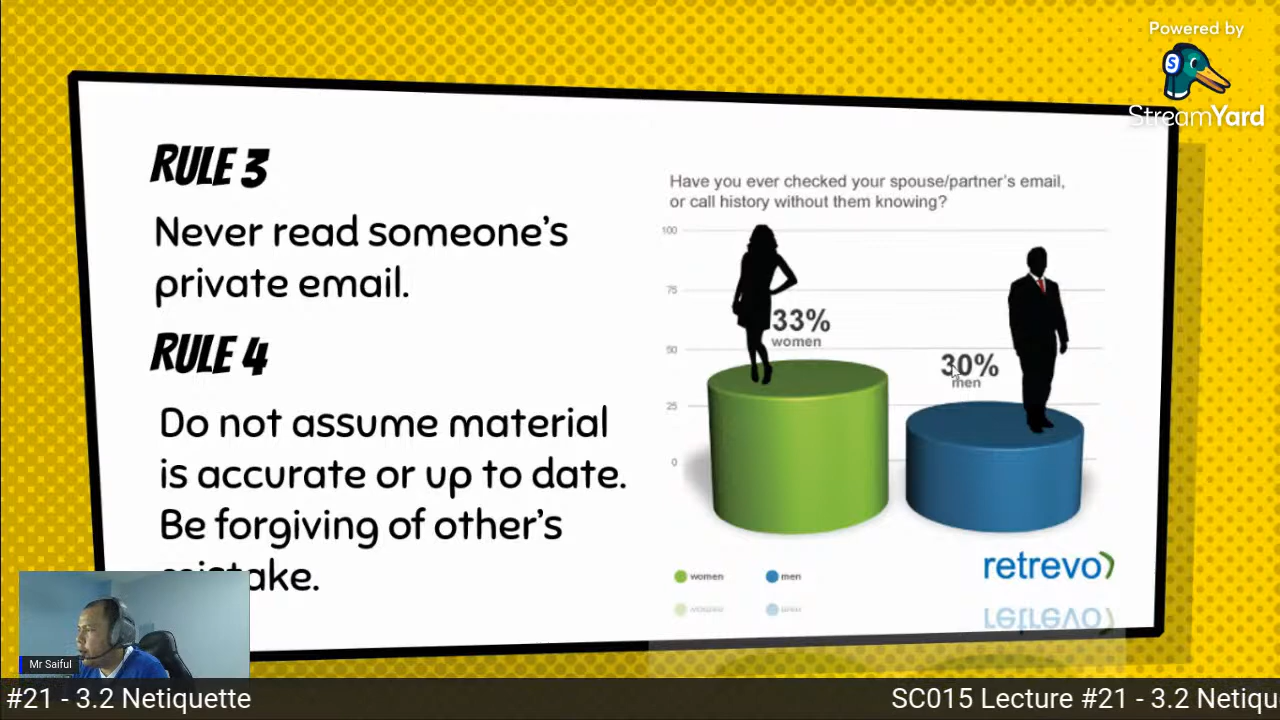 Powered by
StreamYard
RULE 3
Never read someone's
private email.
RULE 4
Do not assume material
is accurate or up to date.
Be forgiving of other's
mistake.
Have you ever checked your spouse/partner's email,
or call history without them knowing?
100
75
50
25
0
33%
women
30%
men
women
men
retrevo
Mr Saiful
#21 - 3.2 Netiquette
SC015 Lecture #21 - 3.2 Netiqu